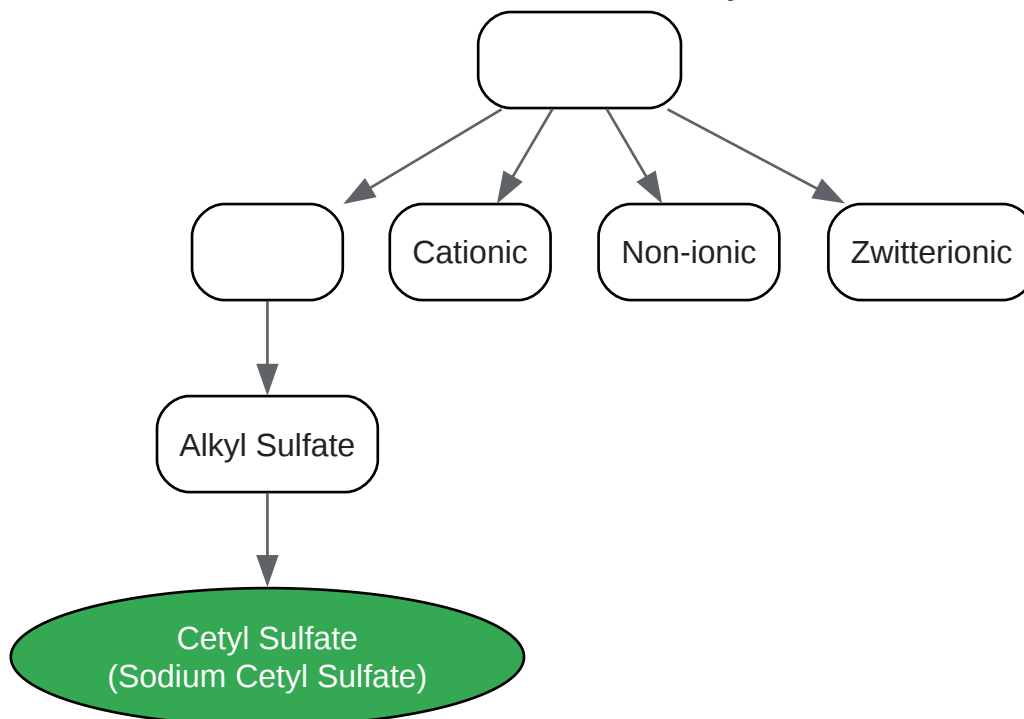 Cationic
Non-ionic
Zwitterionic
Alkyl Sulfate
Cetyl Sulfate
(Sodium Cetyl Sulfate)